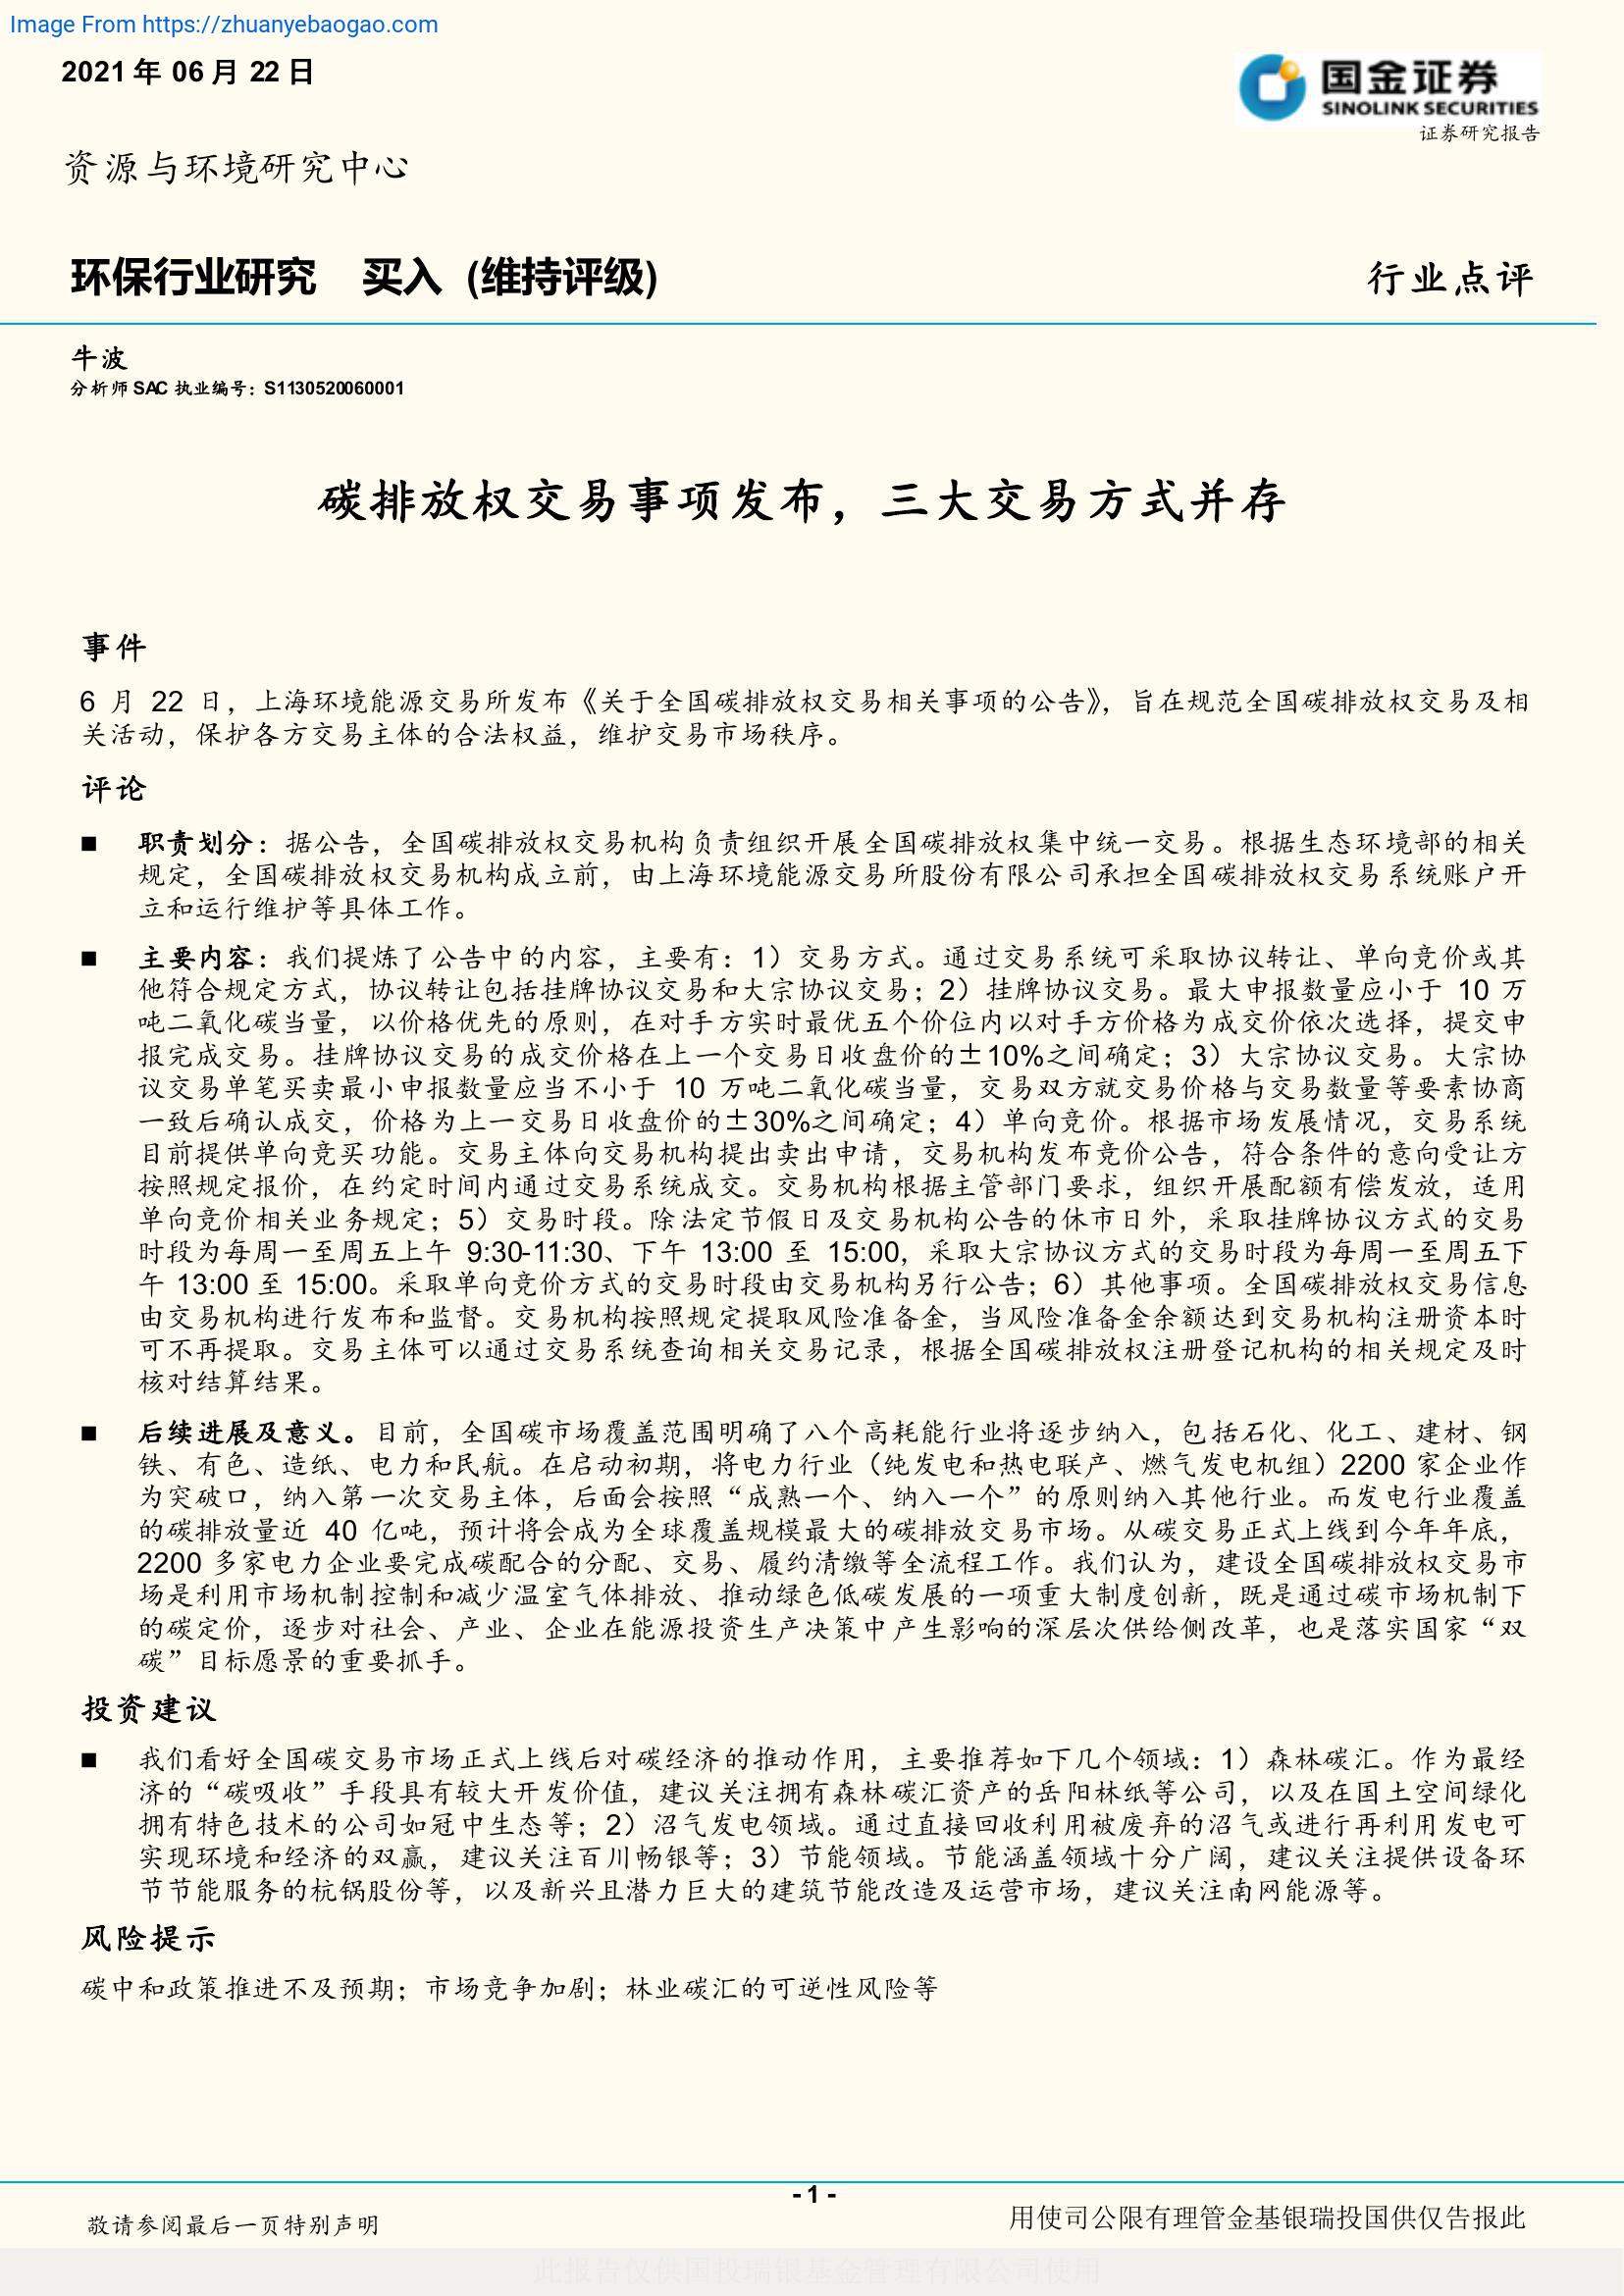 Image From https://zhuanyebaogao.com
2021 年 06 月 22 日
国金证券
SINOLINK SECURITIES
证券研究报告
资源与环境研究中心
环保行业研究 买入 (维持评级)
行业点评
牛波
分析师 SAC 执业编号：S1130520060001
碳排放权交易事项发布，三大交易方式并存
事件
6 月 22 日，上海环境能源交易所发布《关于全国碳排放权交易相关事项的公告》，旨在规范全国碳排放权交易及相
关活动，保护各方交易主体的合法权益，维护交易市场秩序。
评论
■ 职责划分：据公告，全国碳排放权交易机构负责组织开展全国碳排放权集中统一交易。根据生态环境部的相关
规定，全国碳排放权交易机构成立前，由上海环境能源交易所股份有限公司承担全国碳排放权交易系统账户开
立和运行维护等具体工作。
■ 主要内容：我们提炼了公告中的内容，主要有：1）交易方式。通过交易系统可采取协议转让、单向竞价或其
他符合规定方式，协议转让包括挂牌协议交易和大宗协议交易；2）挂牌协议交易。最大申报数量应小于 10 万
吨二氧化碳当量，以价格优先的原则，在对手方实时最优五个价位内以对手方价格为成交价依次选择，提交申
报完成交易。挂牌协议交易的成交价格在上一个交易日收盘价的±10%之间确定；3）大宗协议交易。大宗协
议交易单笔买卖最小申报数量应当不小于 10 万吨二氧化碳当量，交易双方就交易价格与交易数量等要素协商
一致后确认成交，价格为上一交易日收盘价的±30%之间确定；4）单向竞价。根据市场发展情况，交易系统
目前提供单向竞买功能。交易主体向交易机构提出卖出申请，交易机构发布竞价公告，符合条件的意向受让方
按照规定报价，在约定时间内通过交易系统成交。交易机构根据主管部门要求，组织开展配额有偿发放，适用
单向竞价相关业务规定；5）交易时段。除法定节假日及交易机构公告的休市日外，采取挂牌协议方式的交易
时段为每周一至周五上午 9:30-11:30、下午 13:00 至 15:00，采取大宗协议方式的交易时段为每周一至周五下
午 13:00 至 15:00。采取单向竞价方式的交易时段由交易机构另行公告；6）其他事项。全国碳排放权交易信息
由交易机构进行发布和监督。交易机构按照规定提取风险准备金，当风险准备金余额达到交易机构注册资本时
可不再提取。交易主体可以通过交易系统查询相关交易记录，根据全国碳排放权注册登记机构的相关规定及时
核对结算结果。
■ 后续进展及意义。目前，全国碳市场覆盖范围明确了八个高耗能行业将逐步纳入，包括石化、化工、建材、钢
铁、有色、造纸、电力和民航。在启动初期，将电力行业（纯发电和热电联产、燃气发电机组）2200 家企业作
为突破口，纳入第一次交易主体，后面会按照“成熟一个、纳入一个”的原则纳入其他行业。而发电行业覆盖
的碳排放量近 40 亿吨，预计将会成为全球覆盖规模最大的碳排放交易市场。从碳交易正式上线到今年年底，
2200 多家电力企业要完成碳配合的分配、交易、履约清缴等全流程工作。我们认为，建设全国碳排放权交易市
场是利用市场机制控制和减少温室气体排放、推动绿色低碳发展的一项重大制度创新，既是通过碳市场机制下
的碳定价，逐步对社会、产业、企业在能源投资生产决策中产生影响的深层次供给侧改革，也是落实国家“双
碳”目标愿景的重要抓手。
投资建议
■ 我们看好全国碳交易市场正式上线后对碳经济的推动作用，主要推荐如下几个领域：1）森林碳汇。作为最经
济的“碳吸收”手段具有较大开发价值，建议关注拥有森林碳汇资产的岳阳林纸等公司，以及在国土空间绿化
拥有特色技术的公司如冠中生态等；2）沼气发电领域。通过直接回收利用被废弃的沼气或进行再利用发电可
实现环境和经济的双赢，建议关注百川畅银等；3）节能领域。节能涵盖领域十分广阔，建议关注提供设备环
节节能服务的杭锅股份等，以及新兴且潜力巨大的建筑节能改造及运营市场，建议关注南网能源等。
风险提示
碳中和政策推进不及预期；市场竞争加剧；林业碳汇的可逆性风险等
- 1 -
敬请参阅最后一页特别声明
用使司公限有理管金基银瑞投国供仅告报此
此报告仅供国投瑞银基金管理有限公司使用